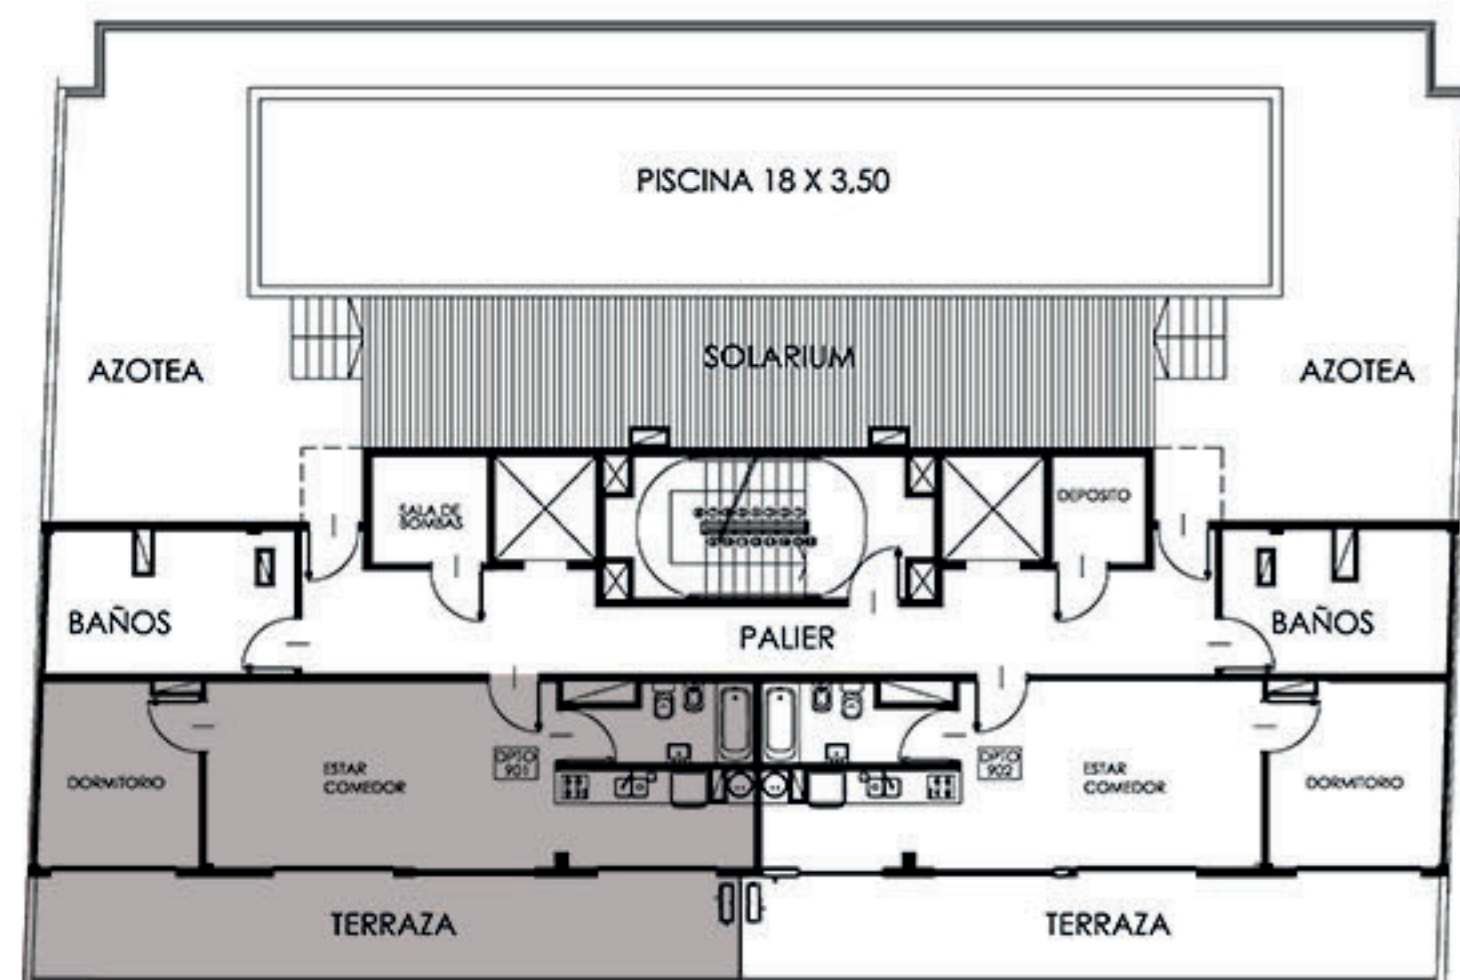 PISCINA 18 X 3,50
SOLARIUM
AZOTEA
AZOTEA
SALA DE
BOMBAS
DEPOSITO
BAÑOS
PALIER
BAÑOS
DORMITORIO
ESTAR
COMEDOR
DPTO
901
DPTO
902
ESTAR
COMEDOR
DORMITORIO
TERRAZA
TERRAZA